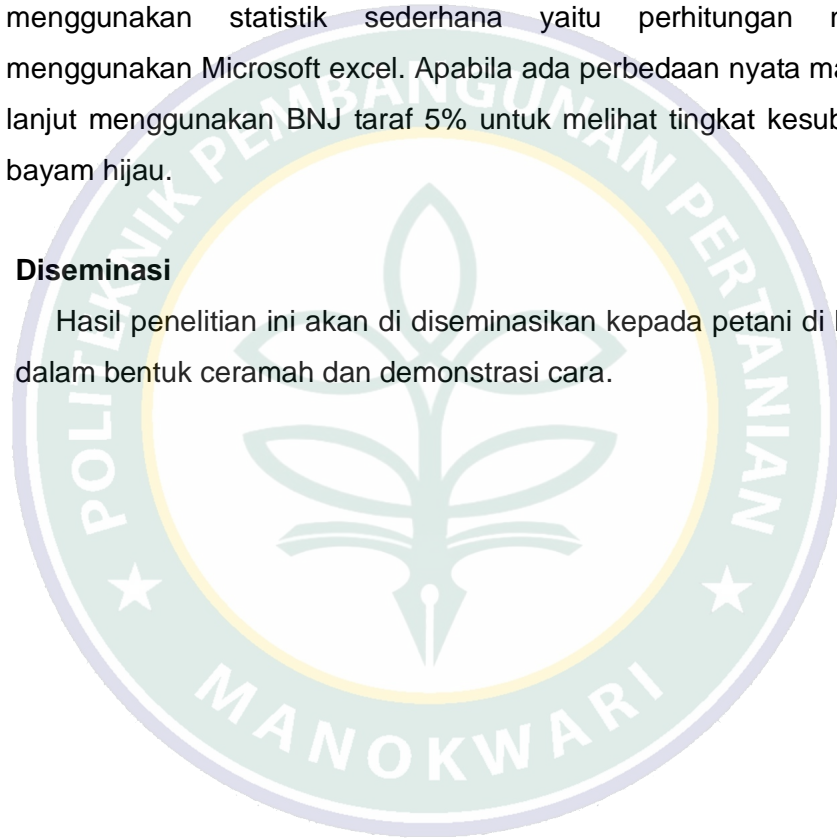 menggunakan statistik sederhana yaitu perhitungan
menggunakan Microsoft excel. Apabila ada perbedaan nyata
lanjut menggunakan BNJ taraf 5% untuk melihat tingkat
bayam hijau.
Diseminasi
Hasil penelitian ini akan di diseminasikan kepada petani di
dalam bentuk ceramah dan demonstrasi cara.
POLITEKNIK PEMBANGUNAN PERTANIAN
MANOKWARI